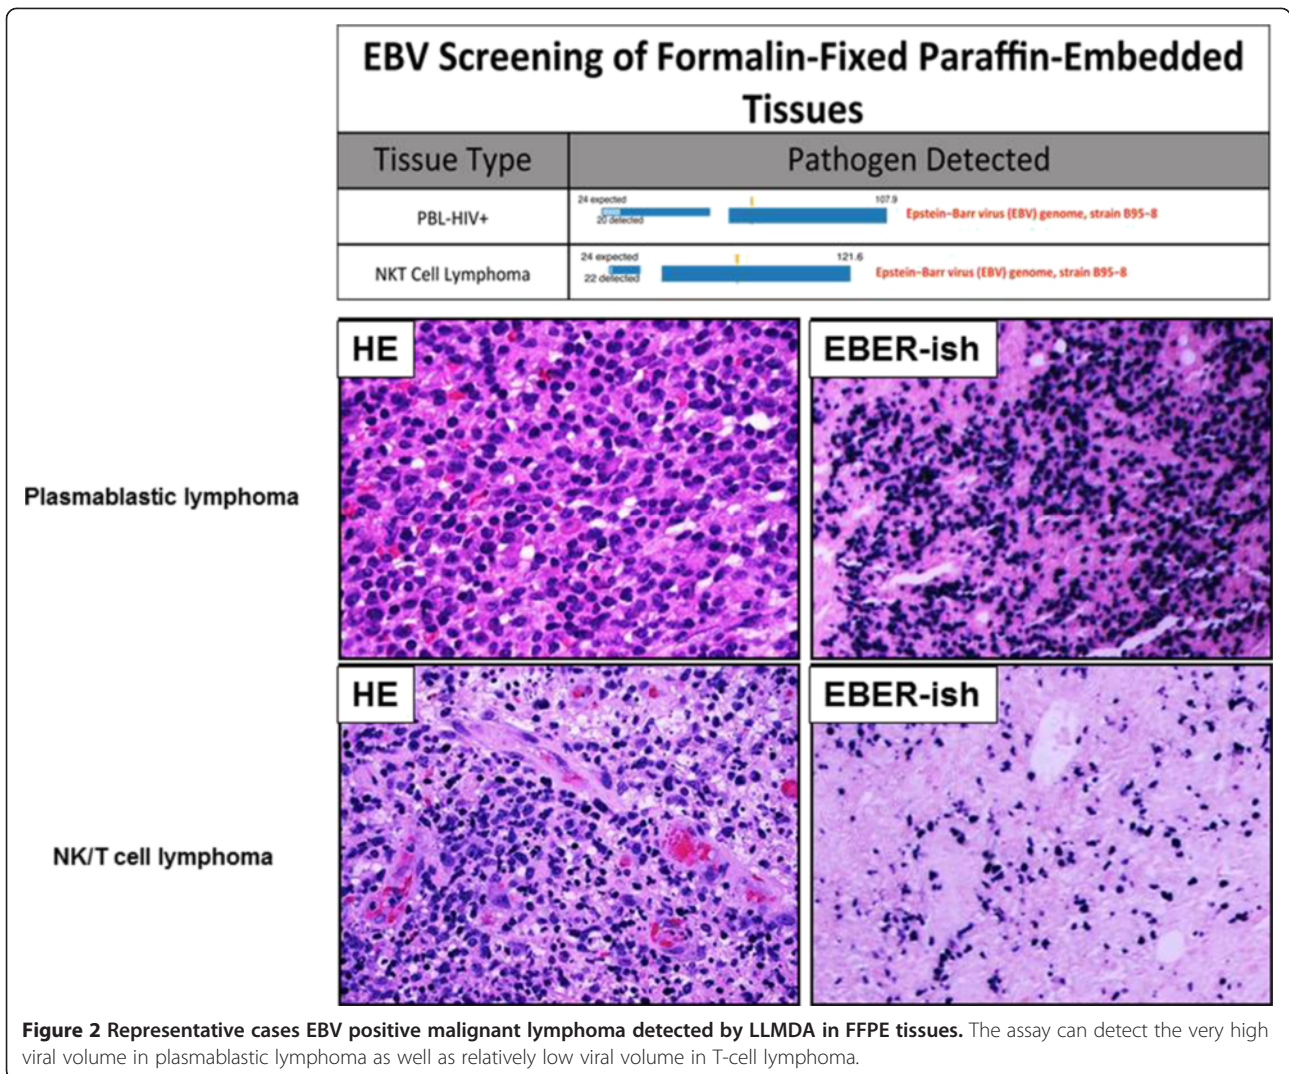 EBV Screening of Formalin-Fixed Paraffin-Embedded
Tissues
Tissue Type
Pathogen Detected
PBL-HIV+
24 expected
20 detected
107.9
Epstein–Barr virus (EBV) genome, strain B95–8
NKT Cell Lymphoma
24 expected
22 detected
121.6
Epstein–Barr virus (EBV) genome, strain B95–8
Plasmablastic lymphoma
HE
EBER-ish
NK/T cell lymphoma
HE
EBER-ish
Figure 2 Representative cases EBV positive malignant lymphoma detected by LLMDA in FFPE tissues. The assay can detect the very high
viral volume in plasmablastic lymphoma as well as relatively low viral volume in T-cell lymphoma.